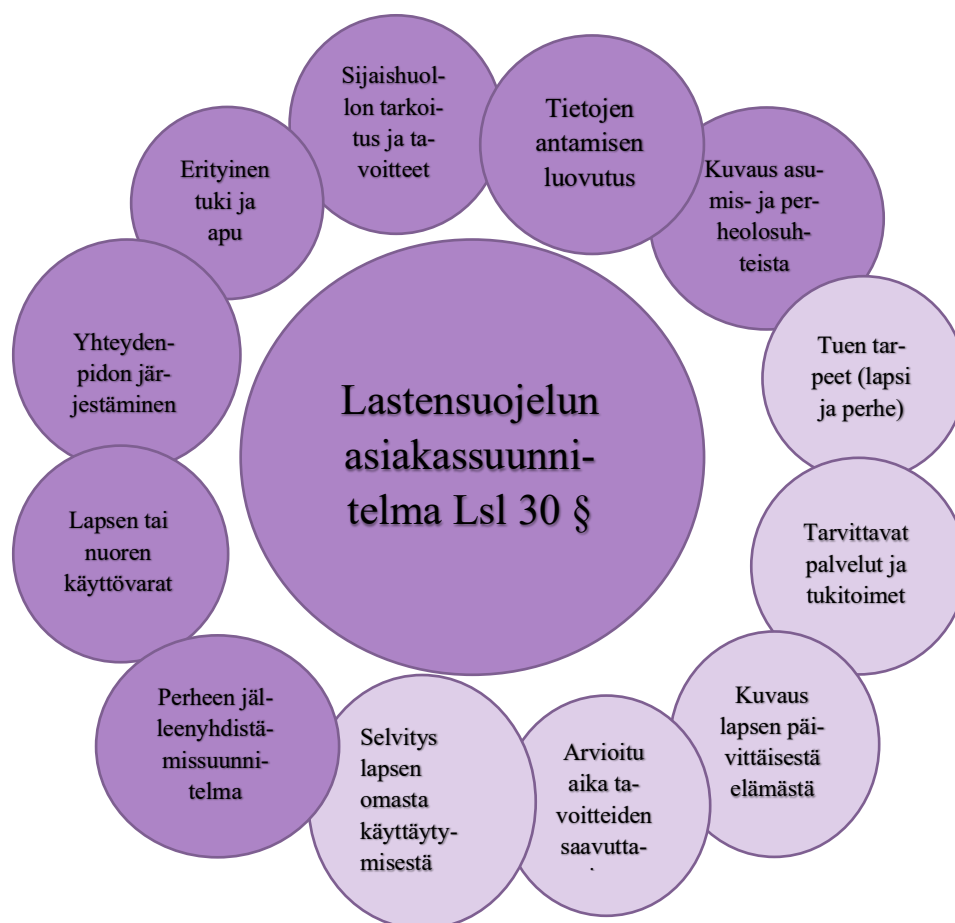 Sijaishuol-
lon tarkoi-
tus ja ta-
voitteet
Tietojen
antamisen
luovutus
Kuvaus asu-
mis- ja per-
heolosuh-
teista
Tuen tar-
peet (lapsi
ja perhe)
Tarvittavat
palvelut ja
tukitoimet
Kuvaus
lapsen päi-
vittäisestä
elämästä
Arvioitu
aika ta-
voitteiden
saavutta-
Selvitys
lapsen
omasta
käyttäyty-
misestä
Perheen jäl-
leenyhdistä-
missuunni-
telma
Lapsen tai
nuoren
käyttövarat
Yhteyden-
pidon jär-
jestäminen
Erityinen
tuki ja
apu
Lastensuojelun
asiakassuunni-
telma Lsl 30 §